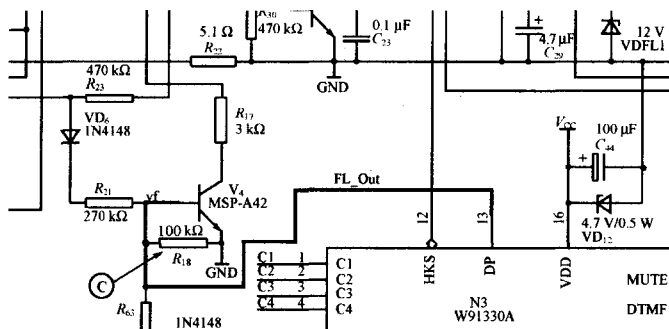 R30
470 kΩ
5.1 Ω
R22
0.1 μF
C23
+
4.7 μF
C29
12 V
VDFL1
GND
470 kΩ
R23
VD6
1N4148
R17
3 kΩ
VCC
100 μF
+
C44
R21
270 kΩ
yf
V4
MSP-A42
FL_Out
12
13
16
4.7 V/0.5 W
VD12
100 kΩ
R18
GND
C
C1 1 C1
C2 2 C2
C3 3 C3
C4 4 C4
HKS
DP
VDD
MUTE
DTMF
N3
W91330A
R63
1N4148